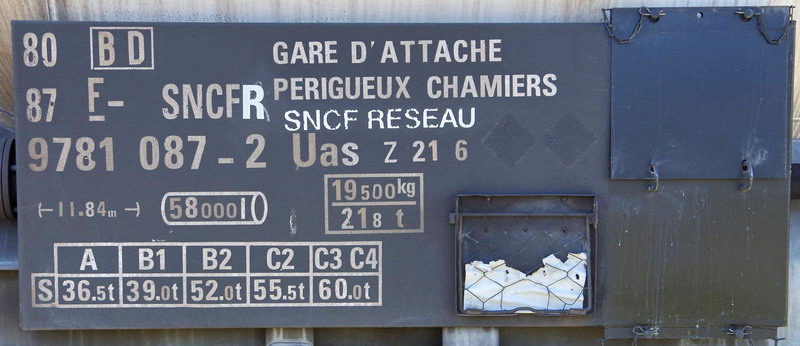 80 BD
87 F- SNCFR
9781 087-2 Uas Z 21 6
GARE D'ATTACHE
PERIGUEUX CHAMIERS
SNCF RESEAU
(-11.84m-) 58000l
19500kg
218 t
A B1 B2 C2 C3 C4
S 36.5t 39.0t 52.0t 55.5t 60.0t